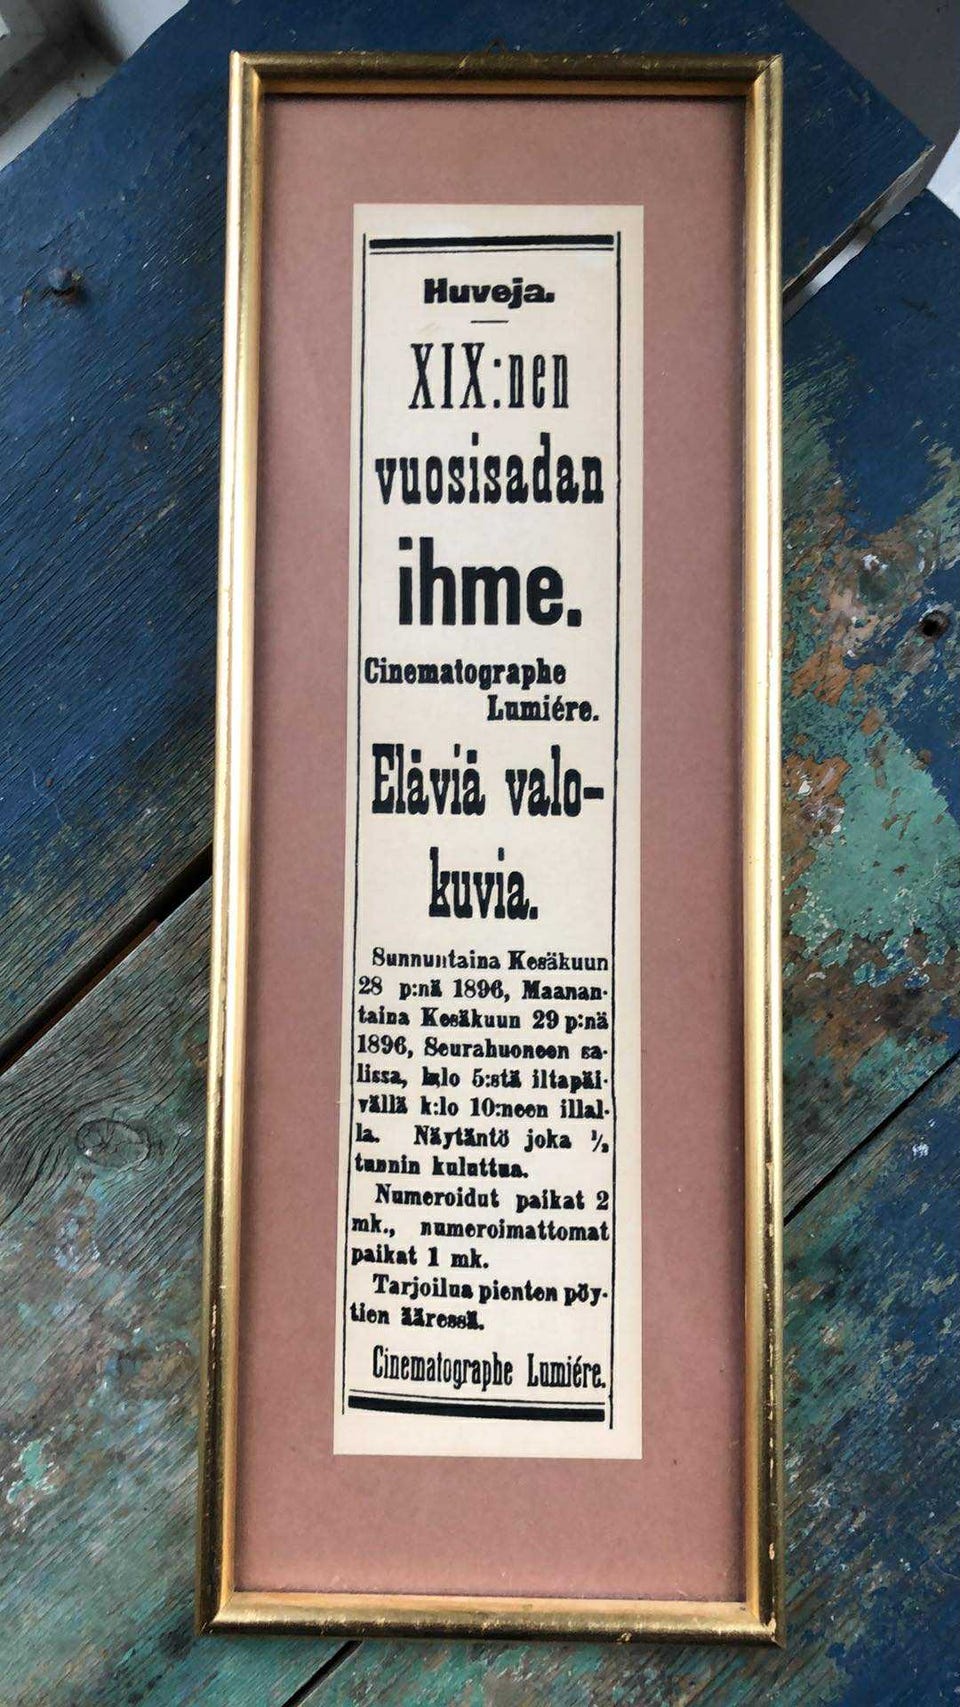 Huveja.
XIX:nen
vuosisadan
ihme.
Cinematographe
Lumiére.
Eläviä valo-
kuvia.
Sunnuntaina Kesäkuun
28 p:nä 1896, Maanan-
taina Kesäkuun 29 p:nä
1896, Seurahuoneen sa-
lissa, k:lo 5:stä iltapäi-
vällä k:lo 10:neen illal-
la. Näytäntö joka ½
tunnin kuluttua.
Numeroidut paikat 2
mk., numeroimattomat
paikat 1 mk.
Tarjoilua pienten pöy-
tien ääressä.
Cinematographe Lumiére.